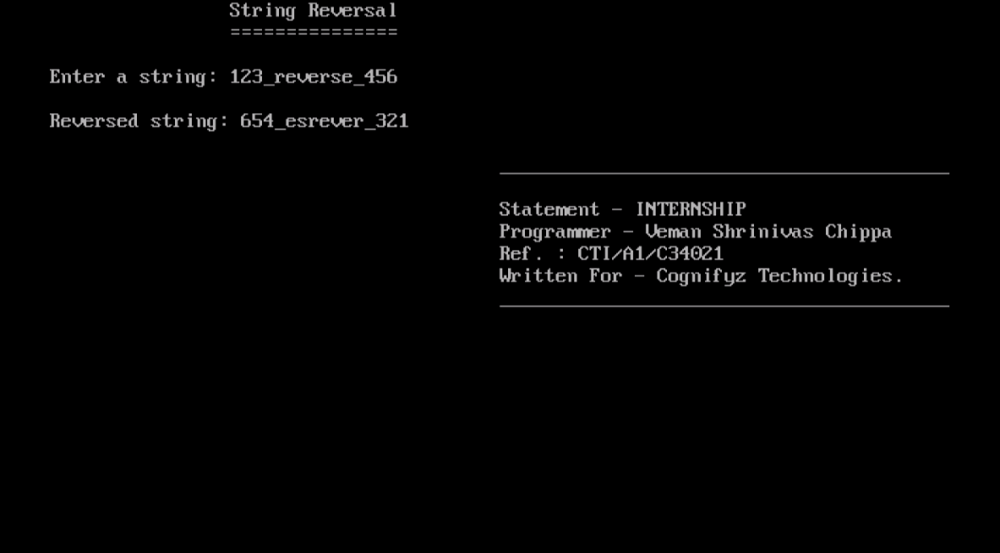 String Reversal
===============
Enter a string: 123_reverse_456
Reversed string: 654_esrever_321
Statement - INTERNSHIP
Programmer - Veman Shrinivas Chippa
Ref. : CTI/A1/C34021
Written For - Cognifyz Technologies.